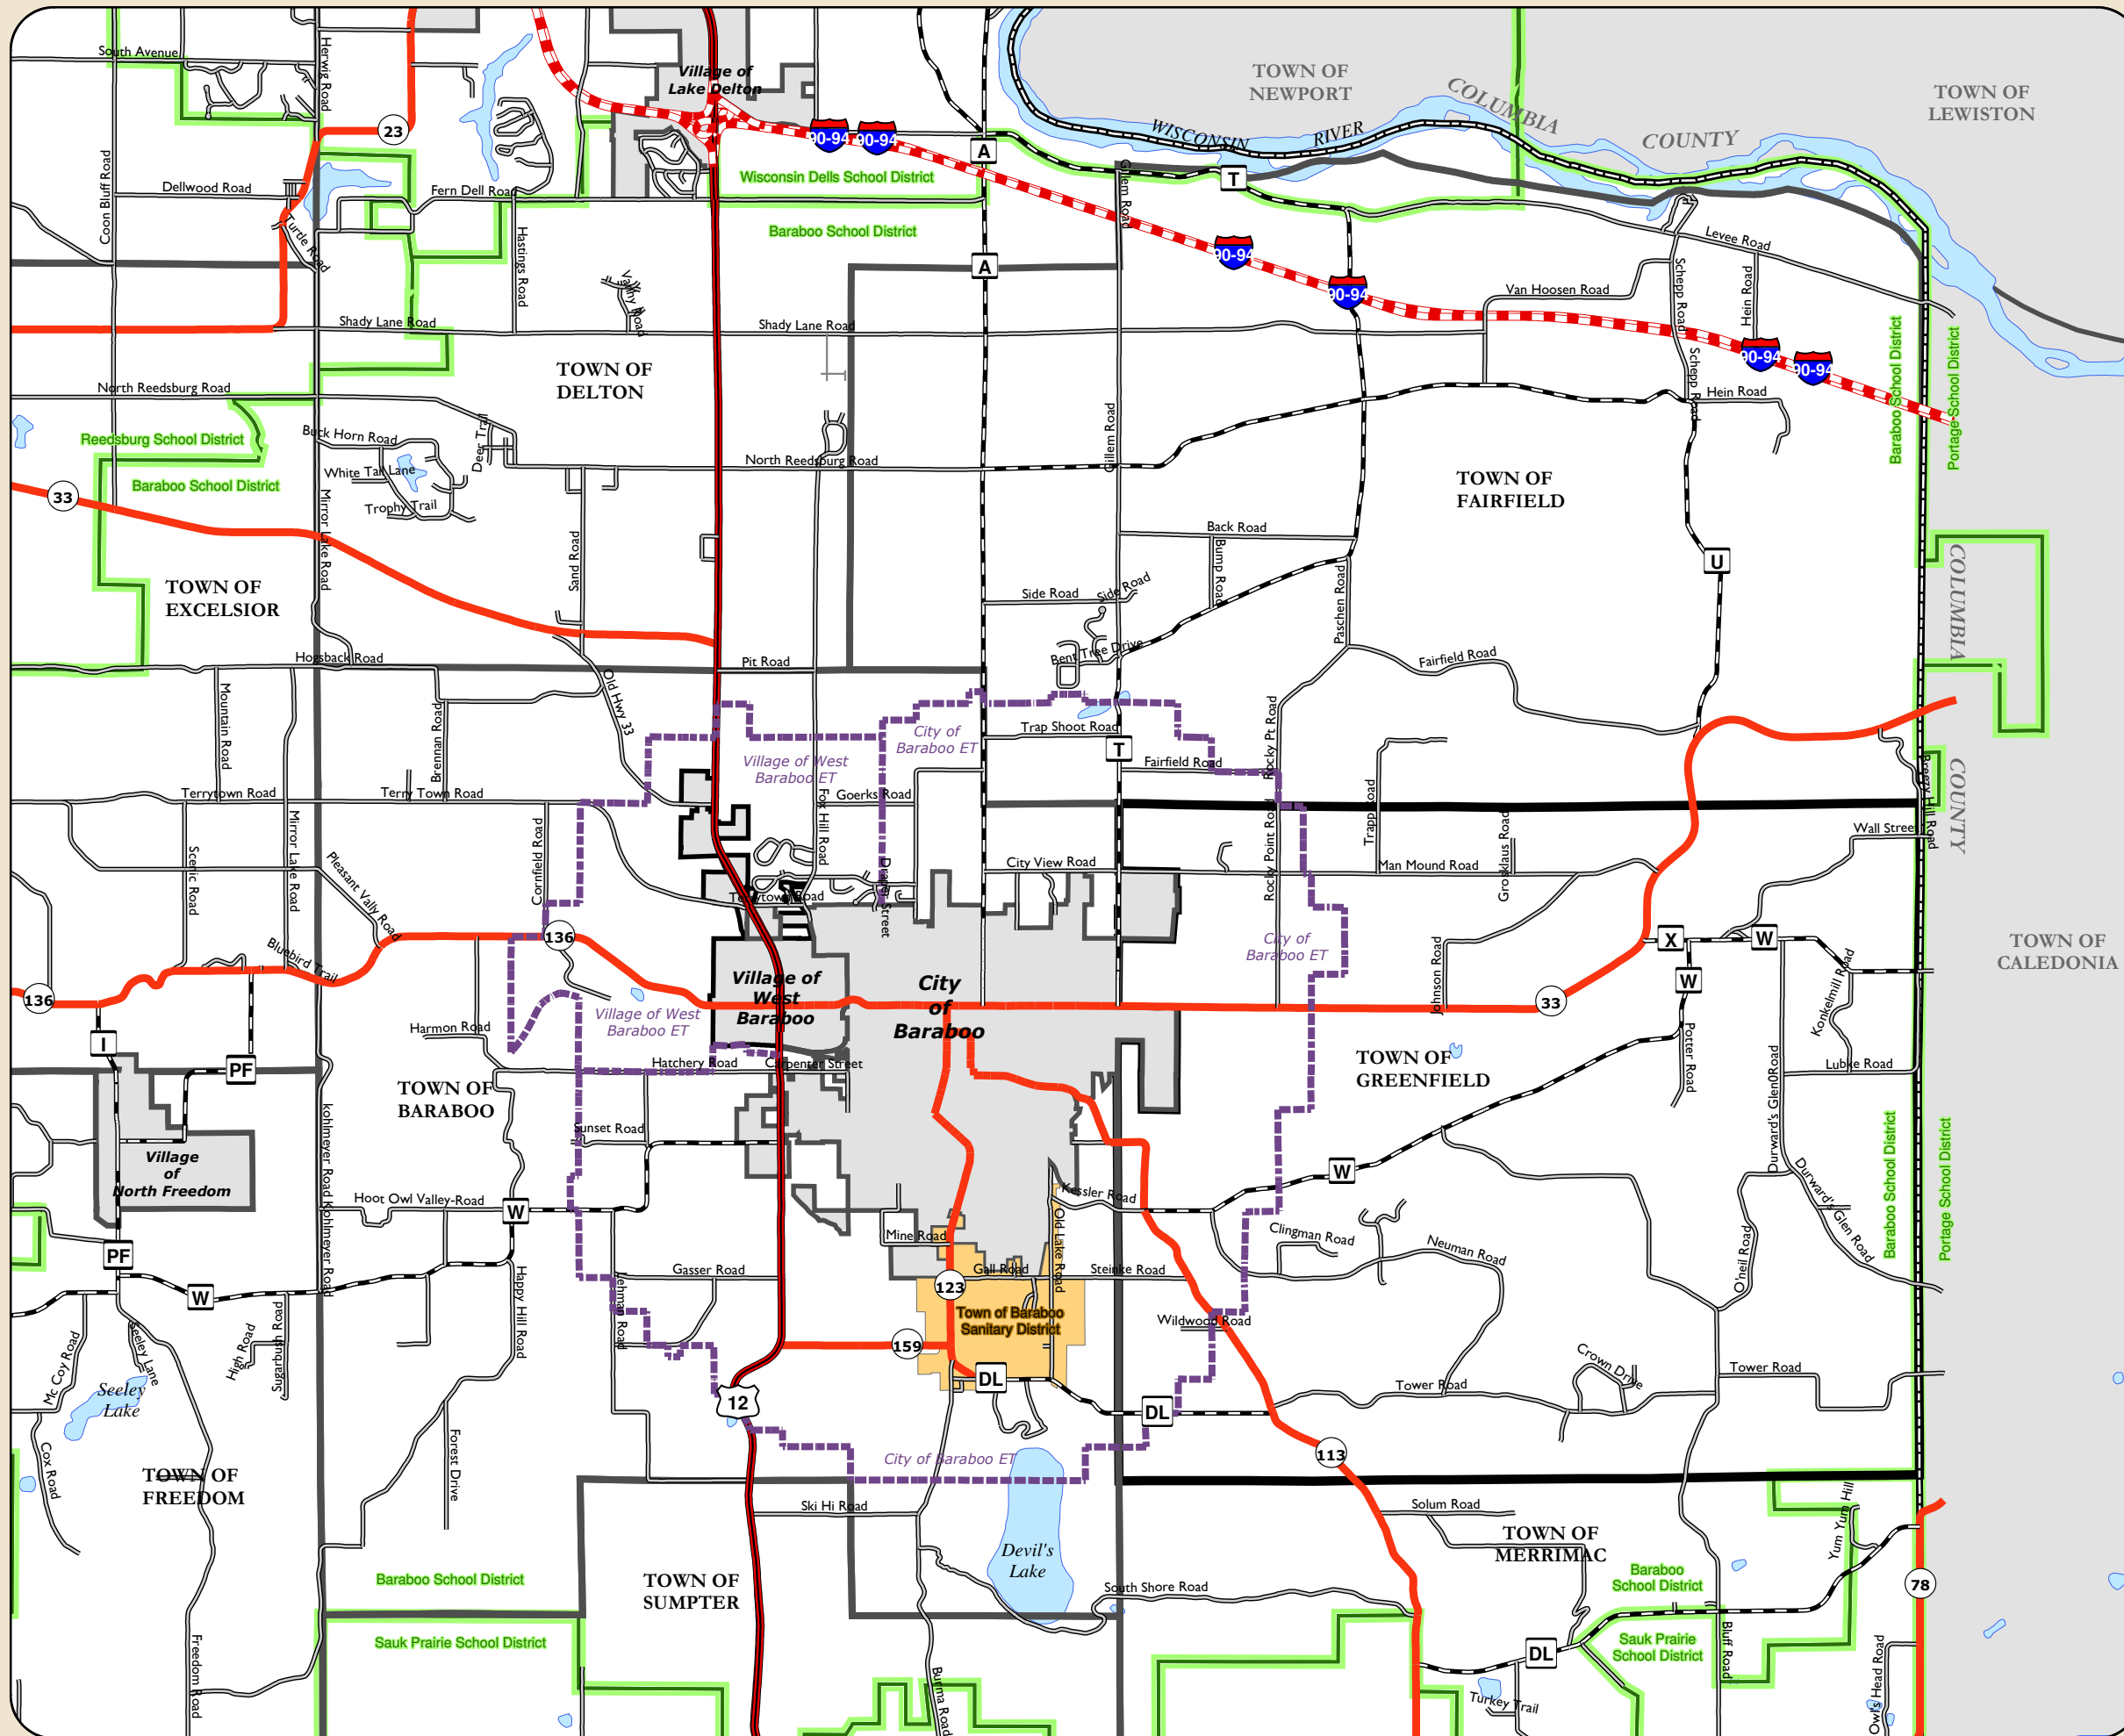 South Avenue
Herwig Road
23
Village of
Lake Delton
90-94
90-94
A
TOWN OF
NEWPORT
COLUMBIA
COUNTY
TOWN OF
LEWISTON
WISCONSIN
RIVER
Coon Bluff Road
Dellwood Road
Fern Dell Road
Wisconsin Dells School District
Gillem Road
T
Turtle Road
Hastings Road
Baraboo School District
A
90-94
90-94
Levee Road
Schepp Road
Hein Road
Van Hoosen Road
Shady Lane Road
Shady Lane Road
TOWN OF
DELTON
90-94
90-94
Baraboo School District
Portage School District
Schepp Road
Hein Road
North Reedsburg Road
Reedsburg School District
Baraboo School District
Buck Horn Road
White Tail Lane
Trophy Trail
Deer Trail
North Reedsburg Road
Gillem Road
TOWN OF
FAIRFIELD
33
Mirror Lake Road
Sand Road
Back Road
Bump Road
U
TOWN OF
EXCELSIOR
Side Road
Side Road
Paschen Road
COLUMBIA
Hogsback Road
Pit Road
Bent Tree Drive
Fairfield Road
Mountain Road
Brennan Road
Old Hwy 33
City of
Baraboo ET
Trap Shoot Road
T
Rocky Pt Road
Village of West
Baraboo ET
Fairfield Road
Terrytown Road
Terry Town Road
Goerks Road
Fox Hill Road
Trapp Road
Breezy Hill Road
COUNTY
Wall Street
Scenic Road
Mirror Lake Road
Pleasant Vally Road
Cornfield Road
Terrytown Road
Draper Street
City View Road
Rocky Point Road
Man Mound Road
Grosklaus Road
136
Bluebird Trail
City of
Baraboo ET
X
W
TOWN OF
CALEDONIA
136
Village of
West
Baraboo
City
of
Baraboo
Johnson Road
33
W
Konkelmill Road
Village of West
Baraboo ET
I
PF
Harmon Road
Hatchery Road
Carpenter Street
TOWN OF
GREENFIELD
Potter Road
Lubke Road
Durward's Glen0Road
TOWN OF
BARABOO
Sunset Road
Village
of
North Freedom
kohlmeyer Road
Kohlmeyer Road
Hoot Owl Valley-Road
W
Kessler Road
W
Durward's Glen Road
Baraboo School District
Portage School District
PF
Mine Road
Old Lake Road
Clingman Road
Neuman Road
O'neil Road
W
Gasser Road
Lehman Road
123
Gall Road
Steinke Road
Happy Hill Road
Town of Baraboo
Sanitary District
Wildwood Road
Mc Coy Road
Seeley Lane
High Road
159
Seeley
Lake
12
DL
DL
Tower Road
Crown Drive
Tower Road
Cox Road
TOWN OF
FREEDOM
Forest Drive
City of Baraboo ET
113
Ski Hi Road
Solum Road
TOWN OF
MERRIMAC
Yum Yum Hill
Devil's
Lake
Baraboo School District
TOWN OF
SUMPTER
South Shore Road
Baraboo
School District
78
Sauk Prairie School District
Freedom Road
Burma Road
DL
Sauk Prairie
School District
Bluff Road
Turkey Trail
Owl's Head Road